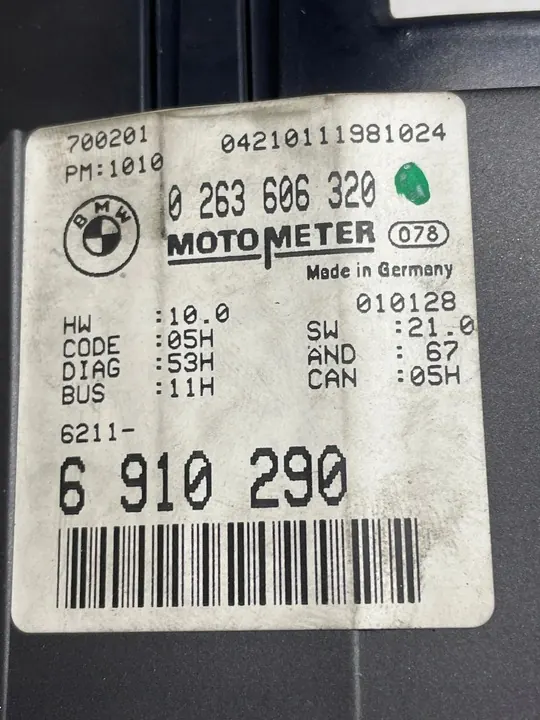 700201 04210111981024
PM:1010
BMW
0 263 606 320
MOTOMETER 078
Made in Germany
010128
HW :10.0 SW :21.0
CODE :05H AND : 67
DIAG :53H CAN :05H
BUS :11H
6211-
6 910 290